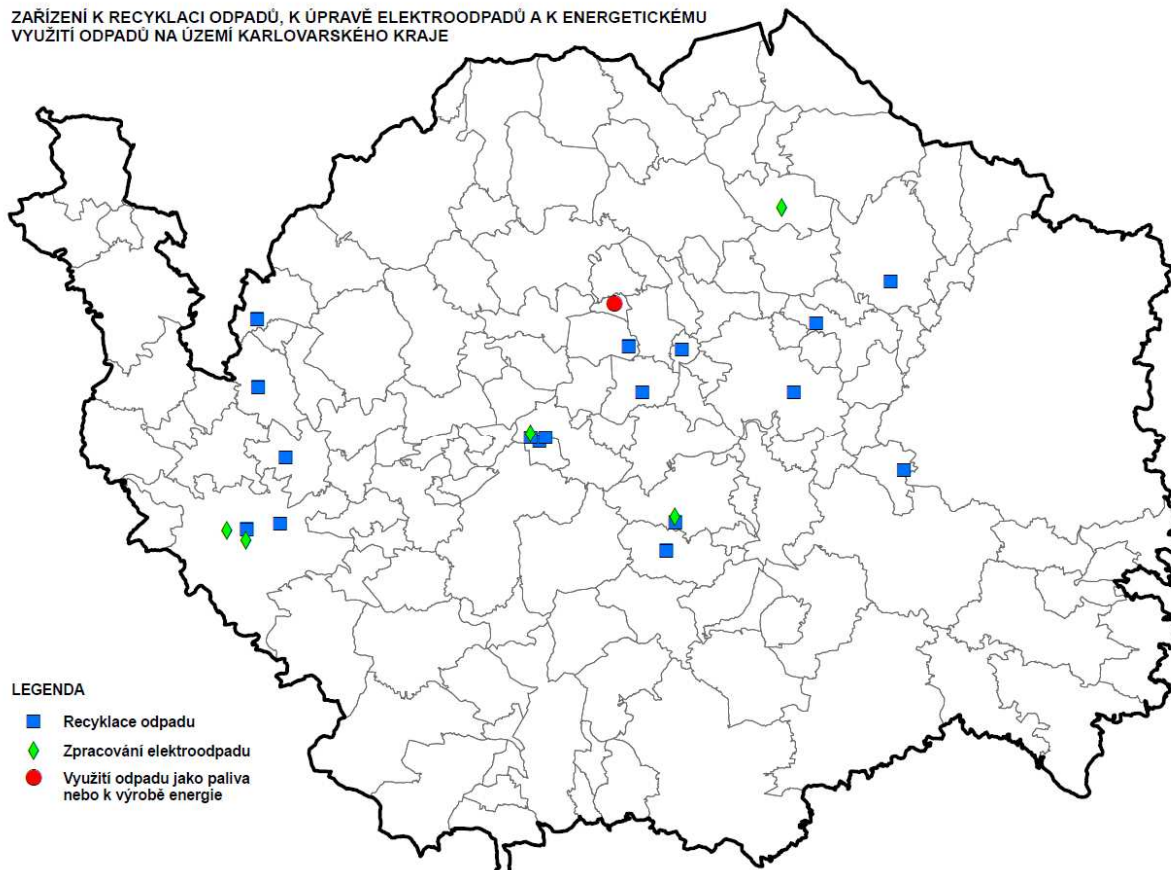 ZAŘÍZENÍ K RECYKLACI ODPADŮ, K ÚPRAVĚ ELEKTROODPADŮ A K ENERGETICKÉMU
VYUŽITÍ ODPADŮ NA ÚZEMÍ KARLOVARSKÉHO KRAJE
LEGENDA
Recyklace odpadu
Zpracování elektroodpadu
Využití odpadu jako paliva
nebo k výrobě energie